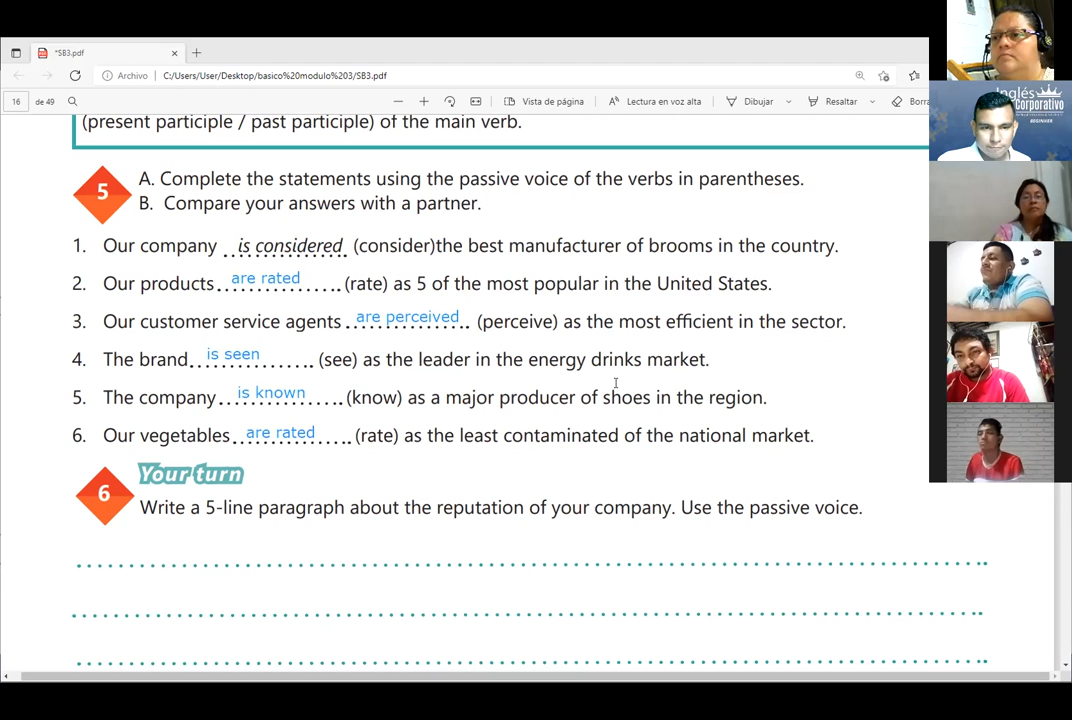 *SB3.pdf
Archivo C:/Users/User/Desktop/basico%20modulo%203/SB3.pdf
16 de 49 Vista de página Lectura en voz alta Dibujar Resaltar Borra
(present participle / past participle) of the main verb.
5 A. Complete the statements using the passive voice of the verbs in parentheses.
B. Compare your answers with a partner.
1. Our company is considered (consider)the best manufacturer of brooms in the country.
2. Our products are rated (rate) as 5 of the most popular in the United States.
3. Our customer service agents are perceived (perceive) as the most efficient in the sector.
4. The brand is seen (see) as the leader in the energy drinks market.
5. The company is known (know) as a major producer of shoes in the region.
6. Our vegetables are rated (rate) as the least contaminated of the national market.
Your turn
6 Write a 5-line paragraph about the reputation of your company. Use the passive voice.
Inglés
Corporativo
BEGINNER